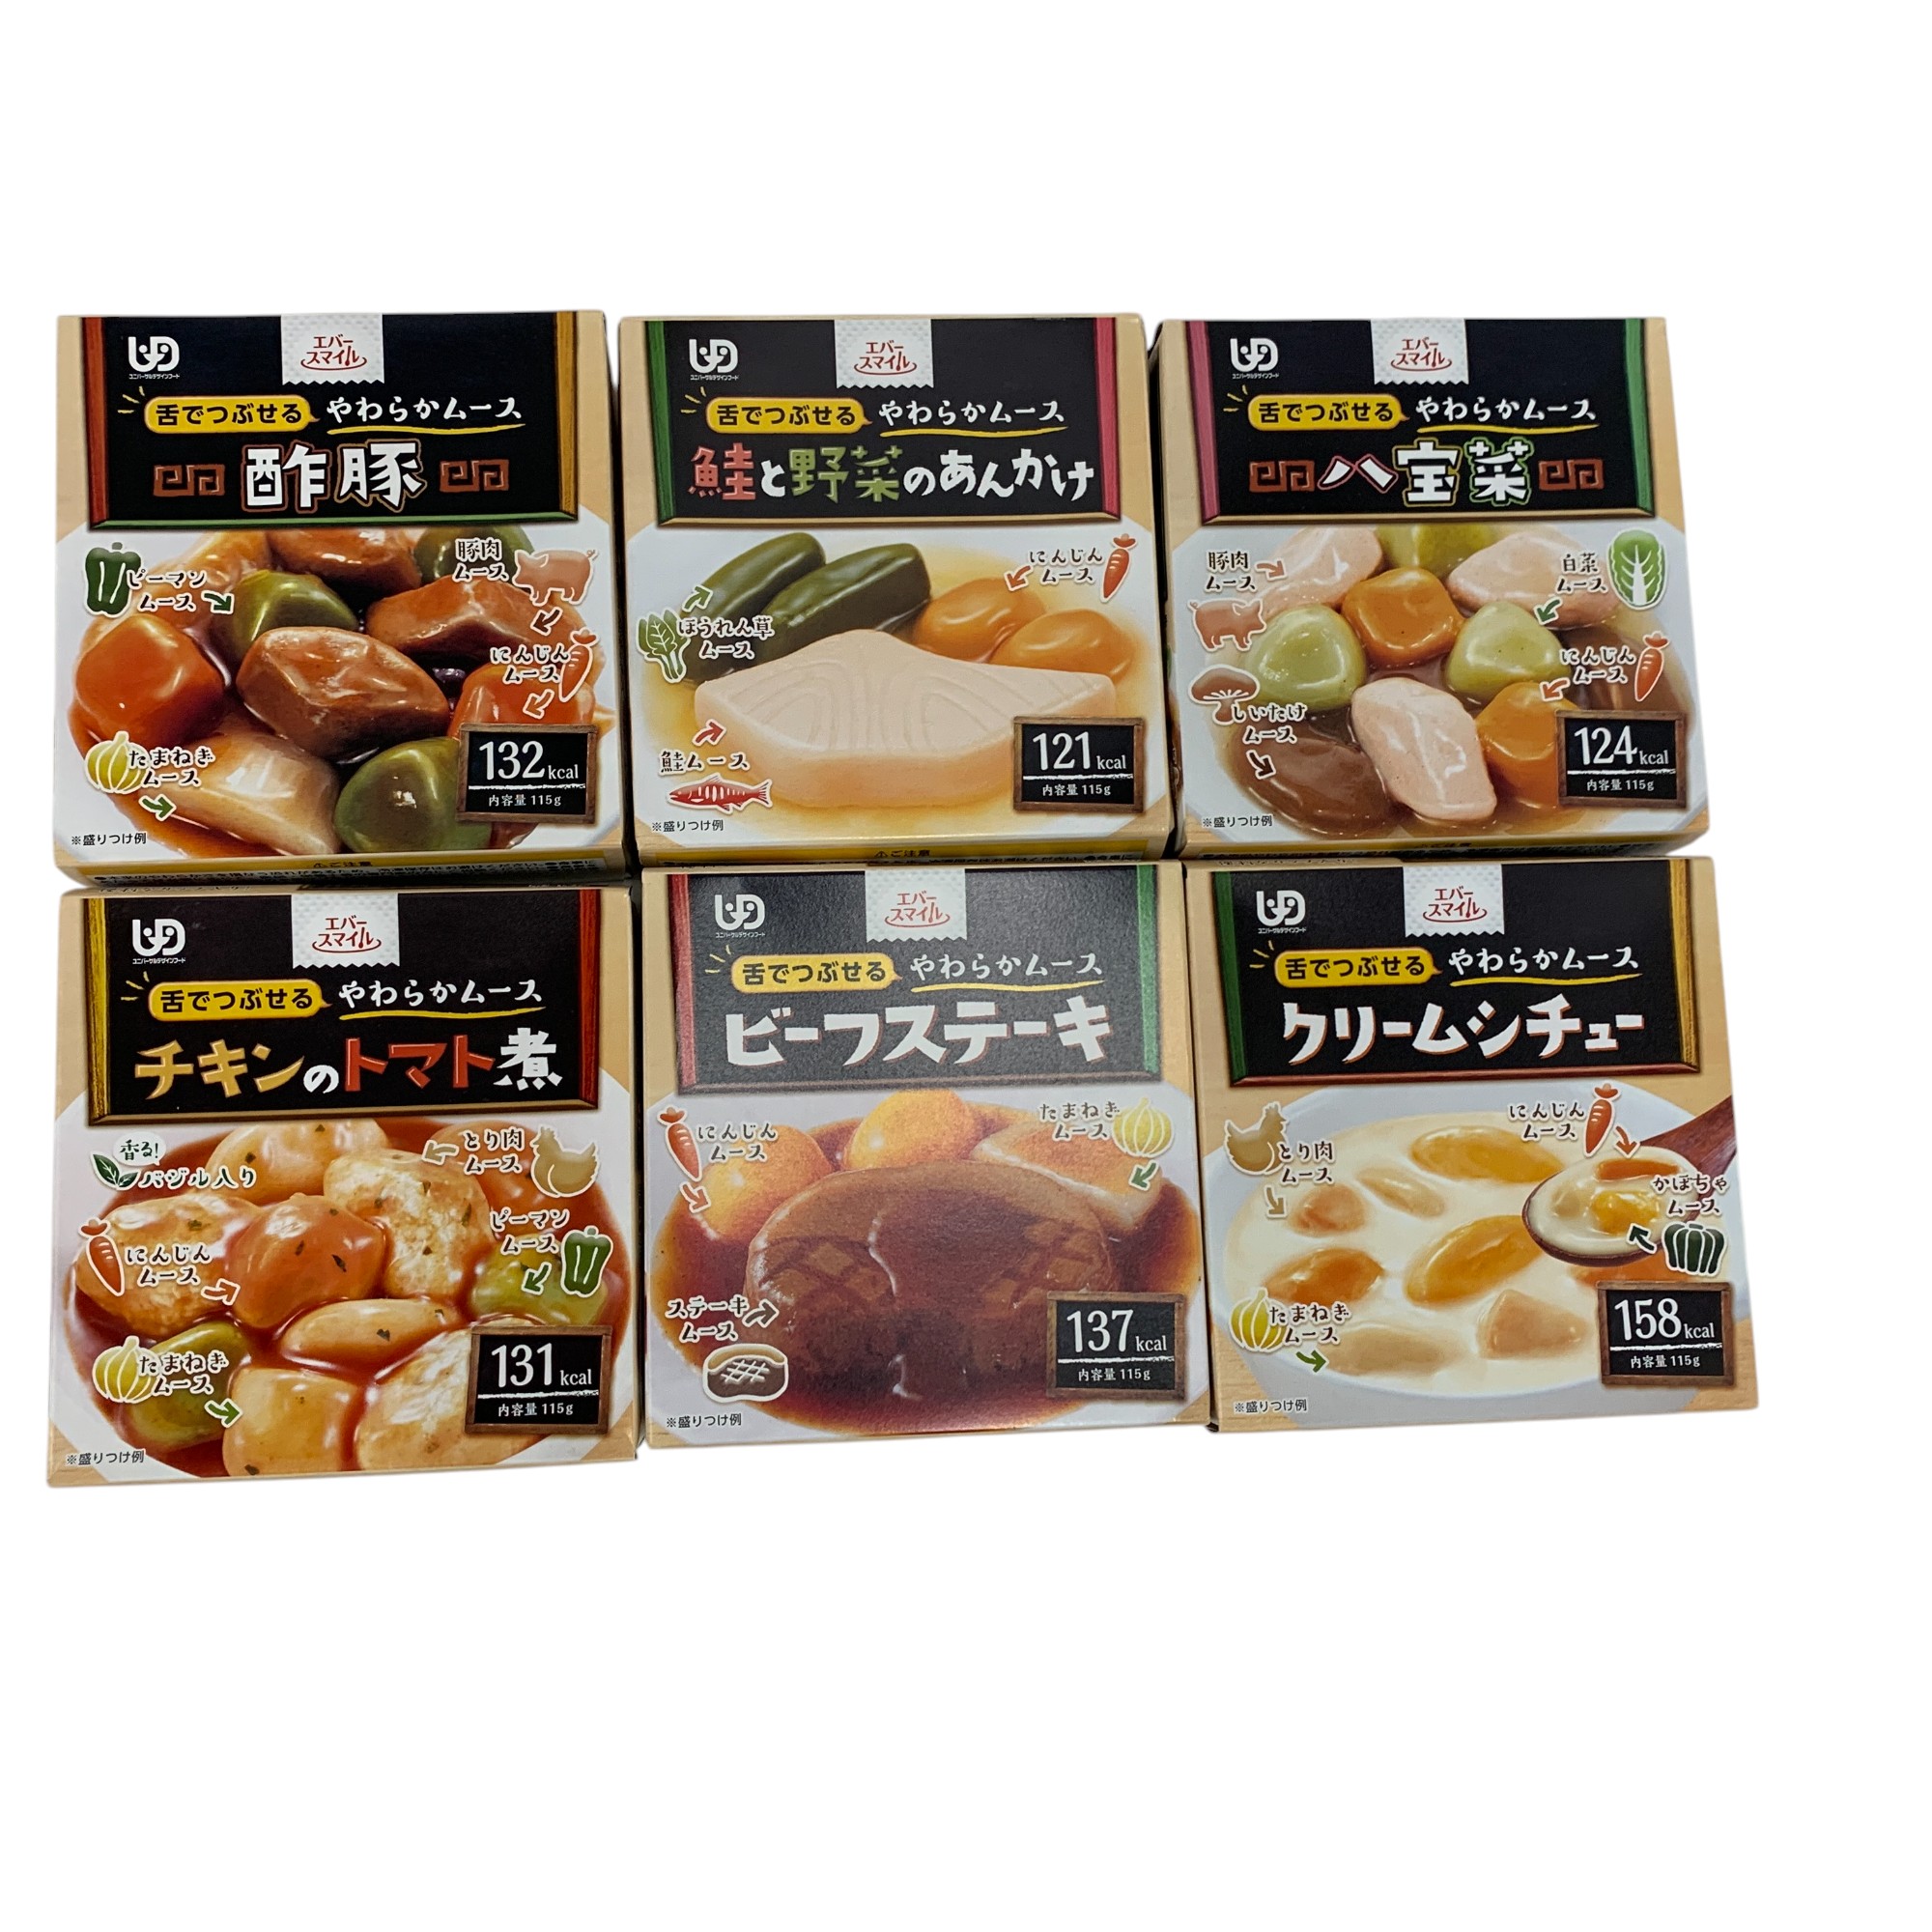 エバー
スマイル
舌でつぶせる やわらかムース
酢豚
ピーマン
ムース
豚肉
ムース
にんじん
ムース
たまねぎ
ムース
132kcal
内容量 115g
※盛りつけ例
エバー
スマイル
舌でつぶせる やわらかムース
鮭と野菜のあんかけ
にんじん
ムース
ほうれん草
ムース
鮭ムース
121kcal
内容量 115g
※盛りつけ例
エバー
スマイル
舌でつぶせる やわらかムース
八宝菜
豚肉
ムース
白菜
ムース
にんじん
ムース
しいたけ
ムース
124kcal
内容量 115g
※盛りつけ例
⚠ご注意
⚠ご注意
エバー
スマイル
舌でつぶせる やわらかムース
チキンのトマト煮
香る!
バジル入り
とり肉
ムース
ピーマン
ムース
にんじん
ムース
たまねぎ
ムース
131kcal
内容量 115g
※盛りつけ例
エバー
スマイル
舌でつぶせる やわらかムース
ビーフステーキ
にんじん
ムース
たまねぎ
ムース
ステーキ
ムース
137kcal
内容量 115g
※盛りつけ例
エバー
スマイル
舌でつぶせる やわらかムース
クリームシチュー
とり肉
ムース
にんじん
ムース
かぼちゃ
ムース
たまねぎ
ムース
158kcal
内容量 115g
※盛りつけ例